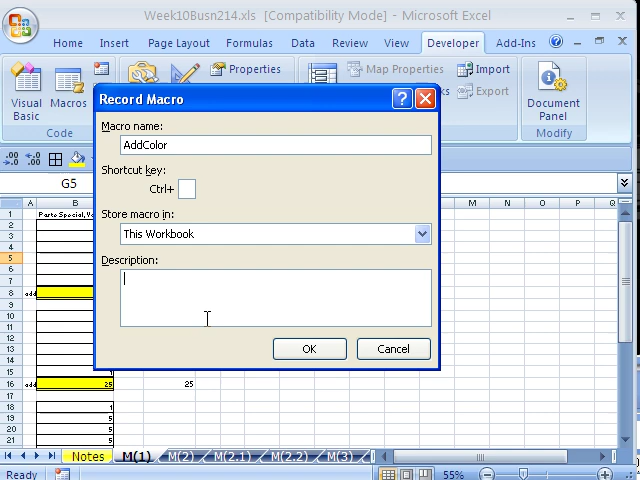 Week10Busn214.xls [Compatibility Mode] - Microsoft Excel
Home Insert Page Layout Formulas Data Review View Developer Add-Ins
Visual Basic
Macros
Properties
Map Properties
Import
Export
Document Panel
Code
Modify
Record Macro
Macro name:
AddColor
Shortcut key:
Ctrl+
Store macro in:
This Workbook
Description:
OK Cancel
G5
A B M N O P Q
1
2
3
4
5
6
7
8 add
9
10
11
12
13
14
15 1
16 add 25 25
17
18 1
19 5
20 5
21 5
Notes M(1) M(2) M(2.1) M(2.2) M(3)
Ready 55%